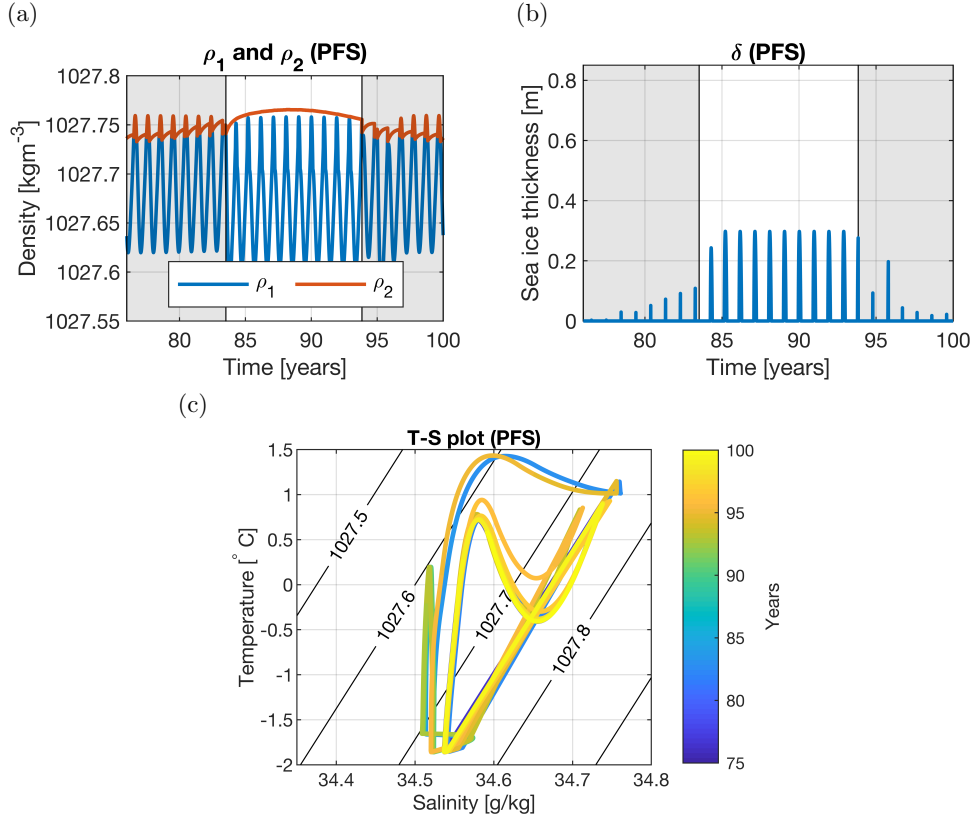 (a)
ρ1 and ρ2 (PFS)
1027.8
1027.75
1027.7
1027.65
1027.6
1027.55
Density [kgm-3]
80
85
90
95
100
Time [years]
ρ1
ρ2
(b)
δ (PFS)
0.8
0.6
0.4
0.2
0
Sea ice thickness [m]
80
85
90
95
100
Time [years]
(c)
T-S plot (PFS)
1.5
1
0.5
0
-0.5
-1
-1.5
-2
Temperature [° C]
1027.5
1027.6
1027.7
1027.8
34.4
34.5
34.6
34.7
34.8
Salinity [g/kg]
100
95
90
85
80
75
Years